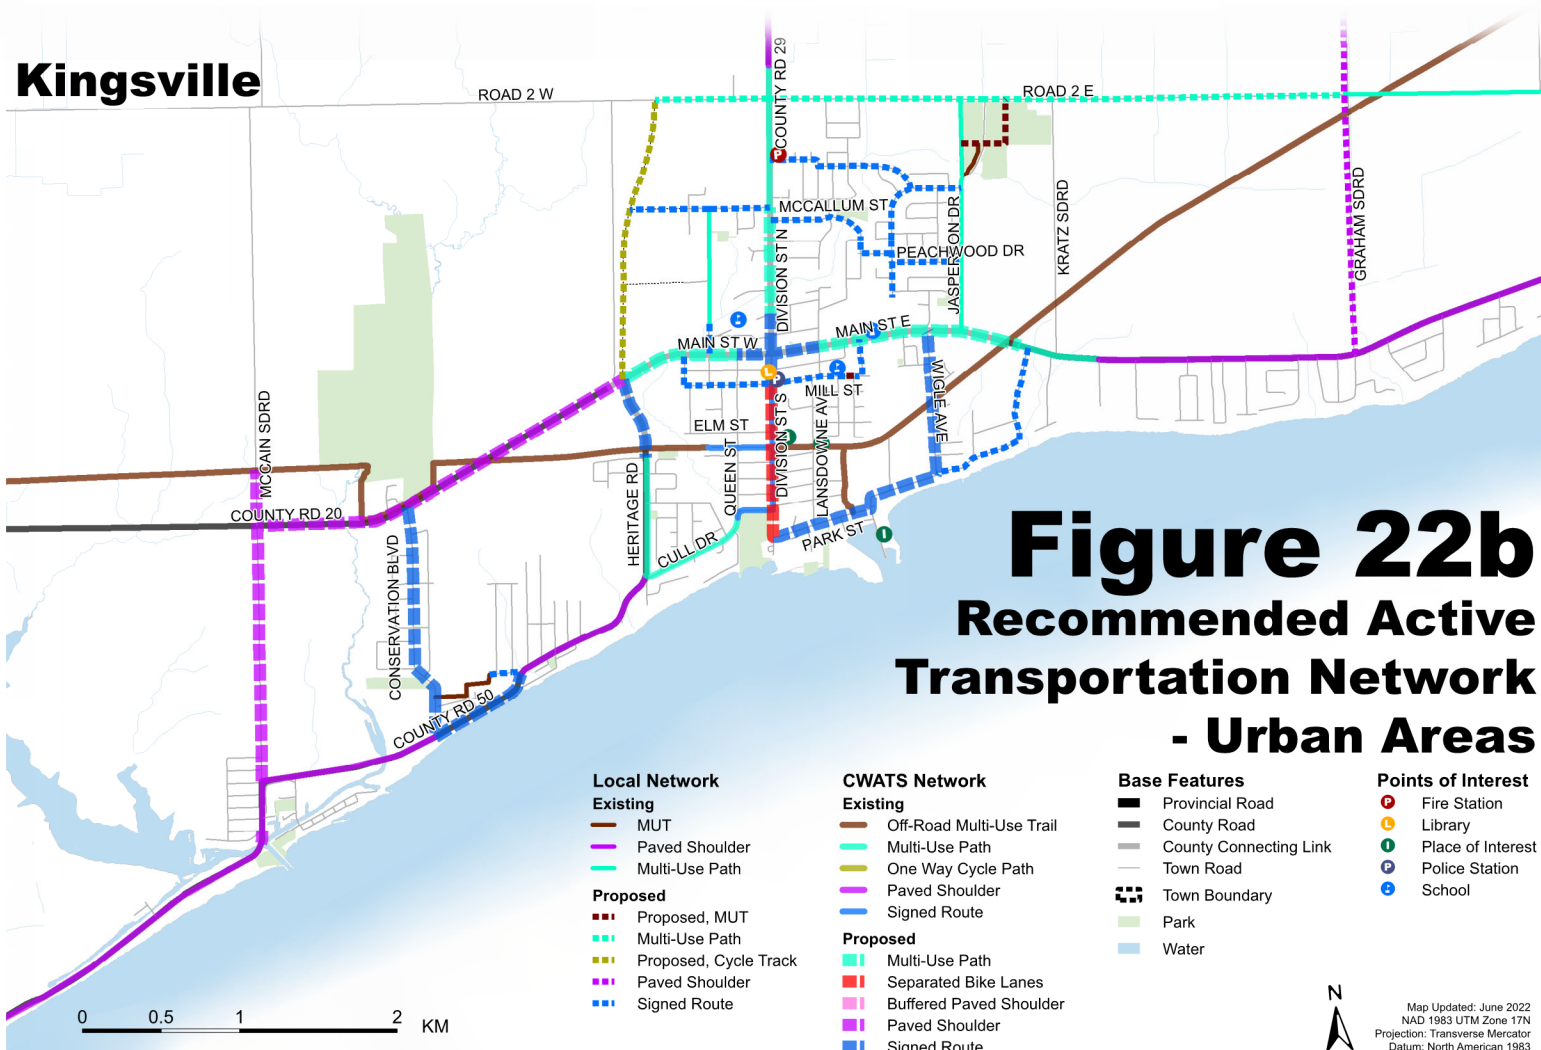 Kingsville
COUNTY RD 29
ROAD 2 W
ROAD 2 E
MCCALLUM ST
DIVISION ST N
PEACHWOOD DR
JASPERSON DR
KRATZ SDRD
GRAHAM SDRD
MAIN ST E
MAIN ST W
WIGLE AVE
MILL ST
ELM ST
DIVISION ST S
LANSDOWNE AV
QUEEN ST
MCCAIN SDRD
COUNTY RD 20
HERITAGE RD
CULL DR
PARK ST
CONSERVATION BLVD
COUNTY RD 50
P
L
P
I
I
Figure 22b
Recommended Active
Transportation Network
- Urban Areas
Local Network
Existing
MUT
Paved Shoulder
Multi-Use Path
Proposed
Proposed, MUT
Multi-Use Path
Proposed, Cycle Track
Paved Shoulder
Signed Route
CWATS Network
Existing
Off-Road Multi-Use Trail
Multi-Use Path
One Way Cycle Path
Paved Shoulder
Signed Route
Proposed
Multi-Use Path
Separated Bike Lanes
Buffered Paved Shoulder
Paved Shoulder
Signed Route
Base Features
Provincial Road
County Road
County Connecting Link
Town Road
Town Boundary
Park
Water
Points of Interest
P Fire Station
L Library
I Place of Interest
P Police Station
School
0 0.5 1 2 KM
N
Map Updated: June 2022
NAD 1983 UTM Zone 17N
Projection: Transverse Mercator
Datum: North American 1983